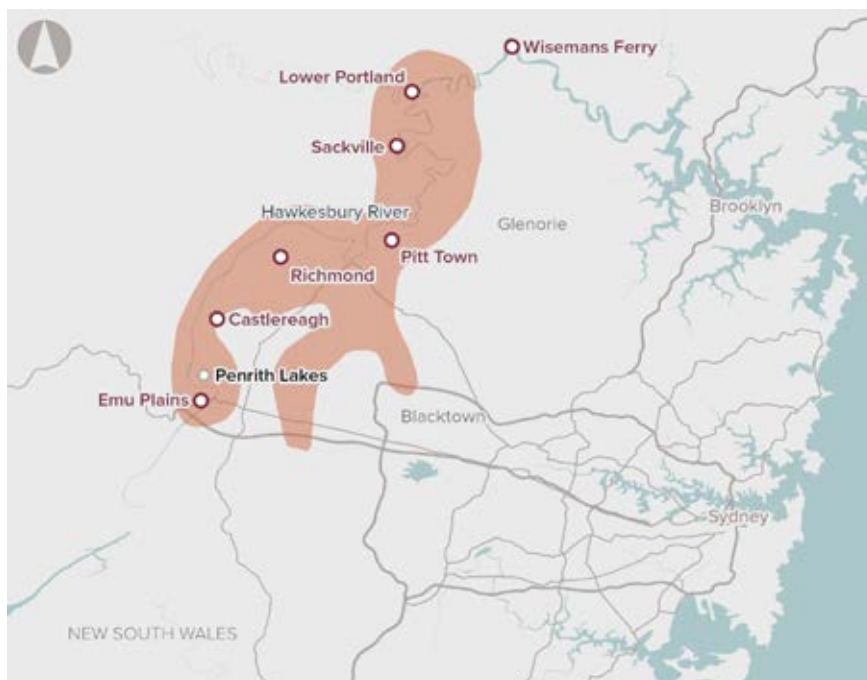 Wisemans Ferry
Lower Portland
Sackville
Brooklyn
Hawkesbury River
Glenorie
Pitt Town
Richmond
Castlereagh
Penrith Lakes
Emu Plains
Blacktown
Sydney
NEW SOUTH WALES